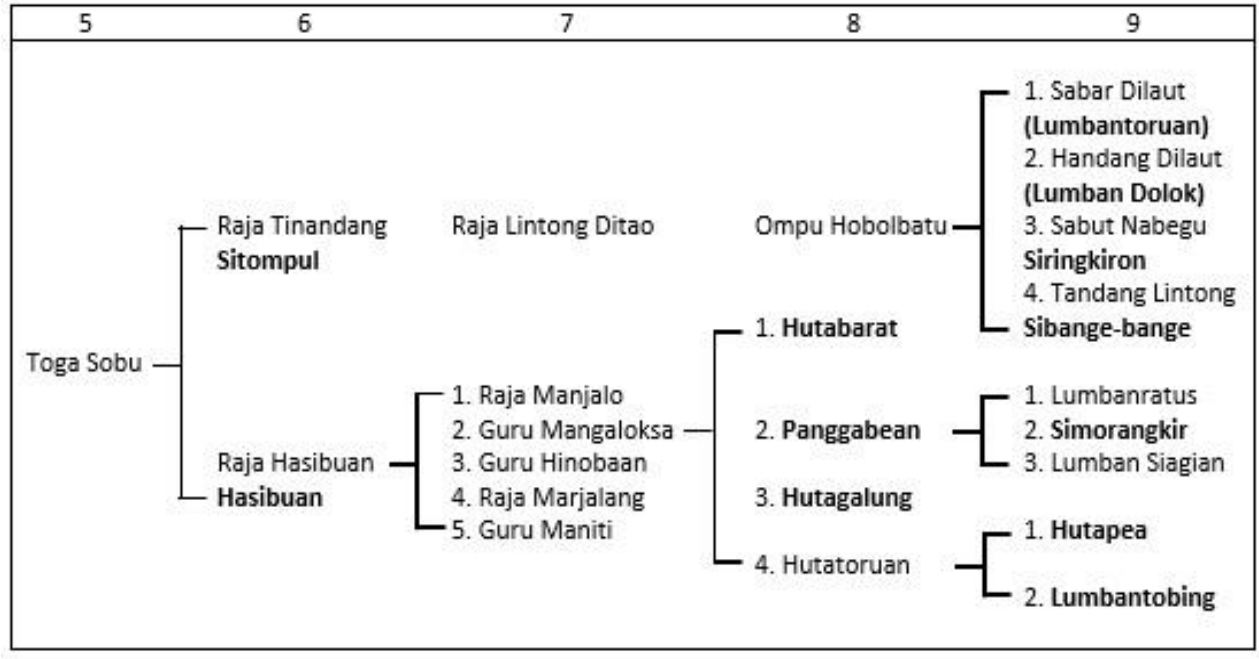 5 6 7 8 9
1. Sabar Dilaut
(Lumbantoruan)
2. Handang Dilaut
(Lumban Dolok)
Raja Tinandang Raja Lintong Ditao Ompu Hobolbatu 3. Sabut Nabegu
Sitompul Siringkiron
4. Tandang Lintong
1. Hutabarat Sibange-bange
Toga Sobu
1. Raja Manjalo 1. Lumbanratus
2. Guru Mangaloksa 2. Panggabean 2. Simorangkir
Raja Hasibuan 3. Guru Hinobaan 3. Lumban Siagian
Hasibuan 4. Raja Marjalang 3. Hutagalung
5. Guru Maniti 1. Hutapea
4. Hutatoruan
2. Lumbantobing